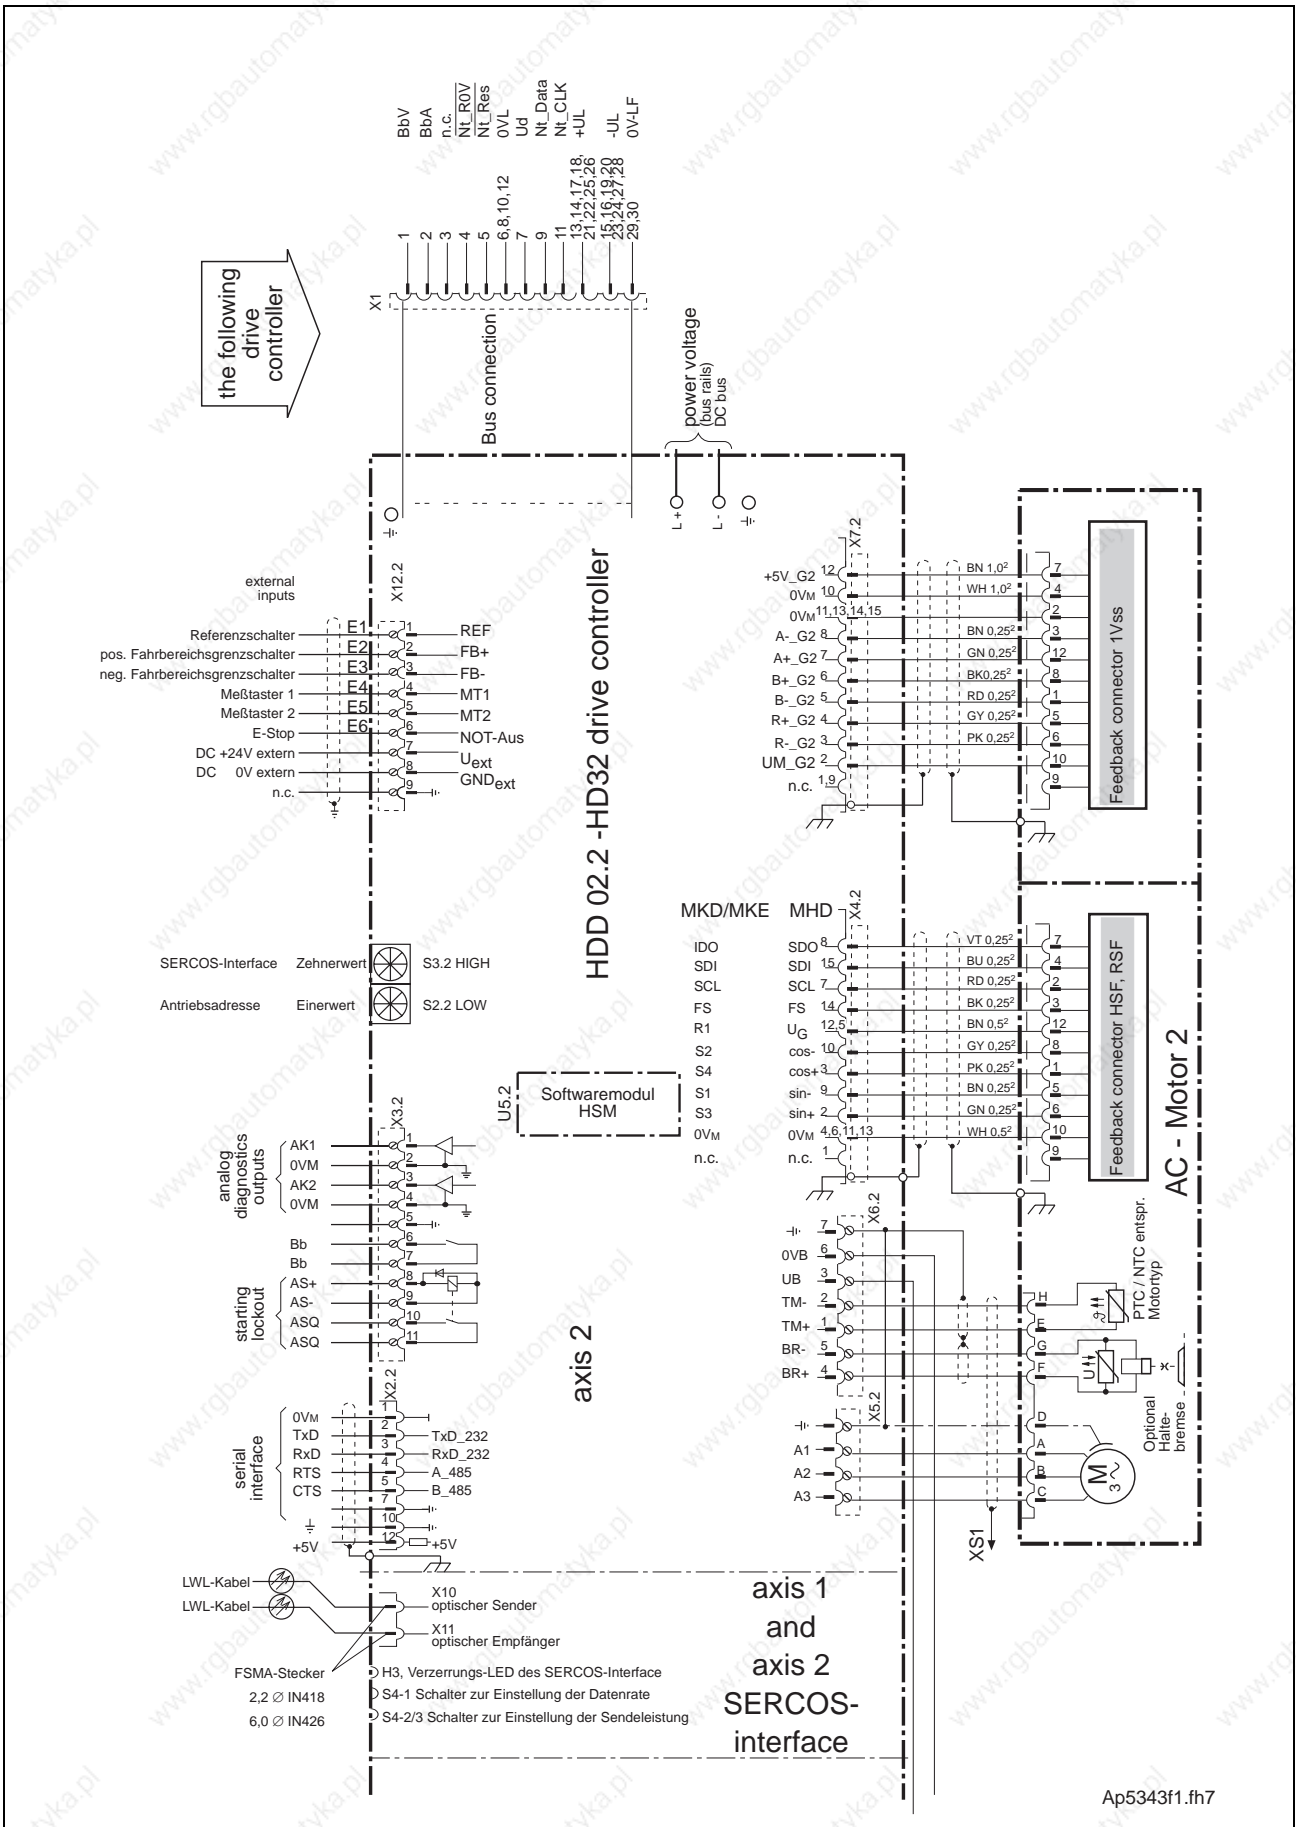 BbV
BbA
n.c.
Nt_R0V
Nt_Res
0VL
Ud
Nt_Data
Nt_CLK
+UL
-UL
0V-LF
1
2
3
4
5
6,8,10,12
7
9
11
13,14,17,18,
21,22,25,26
15,16,19,20
23,24,27,28
29,30
X1
Bus connection
the following
drive
controller
power voltage
(bus rails)
DC bus
L +
L -
HDD 02.2 -HD32 drive controller
external
inputs
X12.2
Referenzschalter E1 1 REF
pos. Fahrbereichsgrenzschalter E2 2 FB+
neg. Fahrbereichsgrenzschalter E3 3 FB-
Meßtaster 1 E4 4 MT1
Meßtaster 2 E5 5 MT2
E-Stop E6 6 NOT-Aus
DC +24V extern 7 Uext
DC 0V extern 8 GNDext
n.c. 9
X7.2
+5V_G2 12 BN 1,0² 7
0VM 10 WH 1,0² 4
0VM 11,13,14,15 2
A-_G2 8 BN 0,25² 3
A+_G2 7 GN 0,25² 12
B+_G2 6 BK0,25² 8
B-_G2 5 RD 0,25² 1
R+_G2 4 GY 0,25² 5
R-_G2 3 PK 0,25² 6
UM_G2 2 10
n.c. 1,9 9
Feedback connector 1Vss
SERCOS-Interface Zehnerwert S3.2 HIGH
Antriebsadresse Einerwert S2.2 LOW
MKD/MKE MHD X4.2
IDO SDO 8 VT 0,25² 7
SDI SDI 15 BU 0,25² 4
SCL SCL 7 RD 0,25² 2
FS FS 14 BK 0,25² 3
R1 UG 12,5 BN 0,5² 12
S2 cos- 10 GY 0,25² 8
S4 cos+ 3 PK 0,25² 1
S1 sin- 9 BN 0,25² 5
S3 sin+ 2 GN 0,25² 6
0VM 0VM 4,6,11,13 WH 0,5² 10
n.c. n.c. 1 9
Feedback connector HSF, RSF
AC - Motor 2
U5.2
Softwaremodul
HSM
X3.2
analog
diagnostics
outputs
AK1 1
0VM 2
AK2 3
0VM 4
5
Bb 6
Bb 7
starting
lockout
AS+ 8
AS- 9
ASQ 10
ASQ 11
axis 2
X6.2
7
0VB 6
UB 3
TM- 2 H
TM+ 1 E
BR- 5 G
BR+ 4 F
ϑ
PTC / NTC entspr.
Motortyp
U
Optional
Halte-
bremse
X5.2
D
A1 A
A2 B
A3 C
M
3 ~
XS1
X2.2
serial
interface
0VM 1
TxD 2 TxD_232
RxD 3 RxD_232
RTS 4 A_485
CTS 5 B_485
7
10
+5V 12 +5V
LWL-Kabel X10
optischer Sender
LWL-Kabel X11
optischer Empfänger
FSMA-Stecker
2,2 ∅ IN418
6,0 ∅ IN426
H3, Verzerrungs-LED des SERCOS-Interface
S4-1 Schalter zur Einstellung der Datenrate
S4-2/3 Schalter zur Einstellung der Sendeleistung
axis 1
and
axis 2
SERCOS-
interface
Ap5343f1.fh7
www.rgbautomatyka.pl